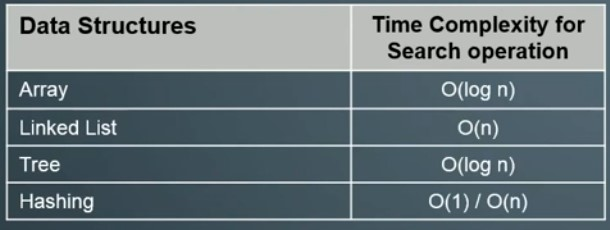 Data Structures
Time Complexity for
Search operation
Array
O(log n)
Linked List
O(n)
Tree
O(log n)
Hashing
O(1) / O(n)